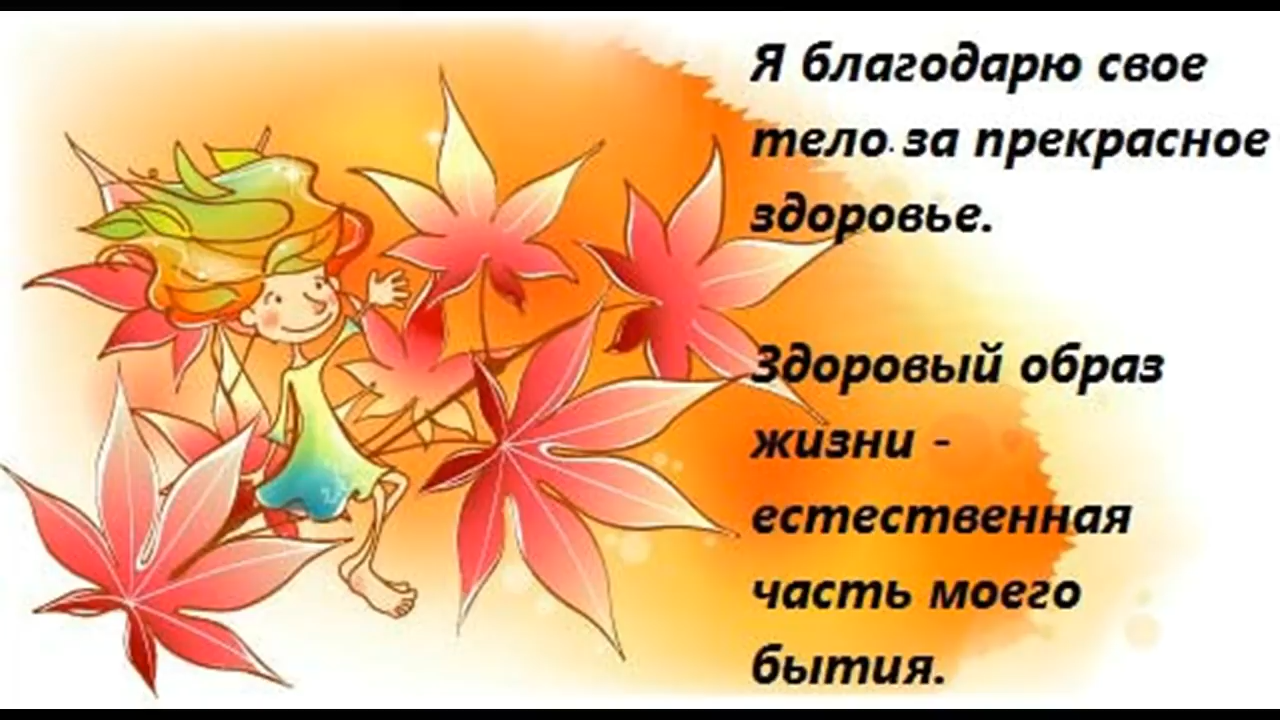 Я благодарю свое
тело за прекрасное
здоровье.
Здоровый образ
жизни -
естественная
часть моего
бытия.